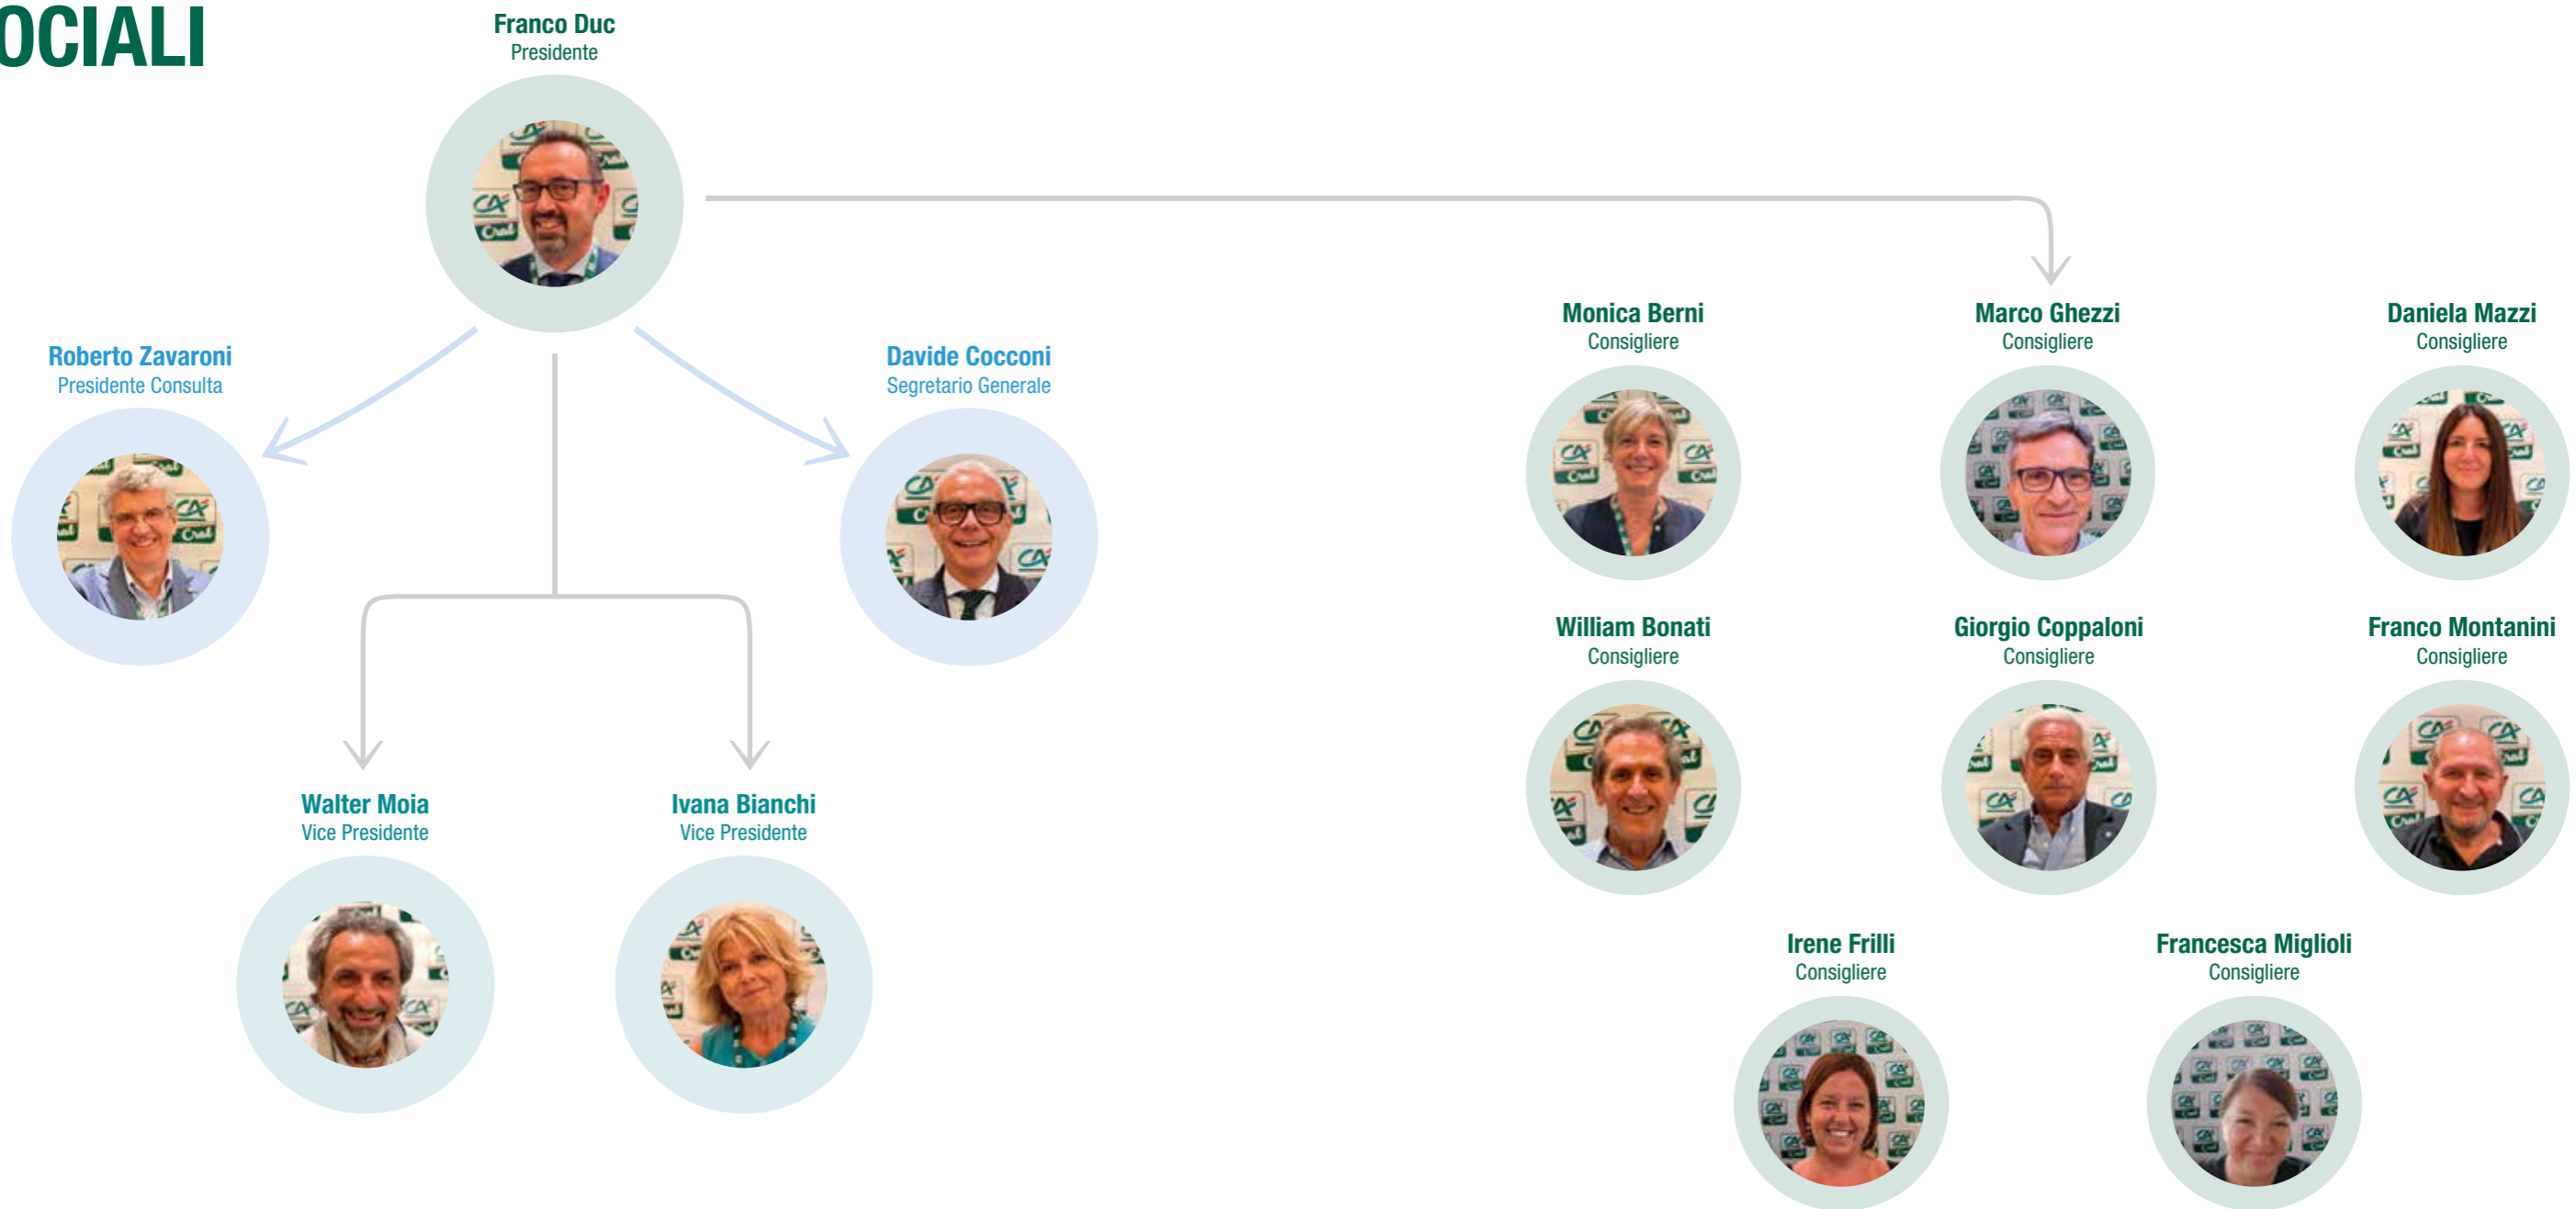 OCIALI
Franco Duc
Presidente
Roberto Zavaroni
Presidente Consulta
Davide Cocconi
Segretario Generale
Walter Moia
Vice Presidente
Ivana Bianchi
Vice Presidente
Monica Berni
Consigliere
Marco Ghezzi
Consigliere
Daniela Mazzi
Consigliere
William Bonati
Consigliere
Giorgio Coppaloni
Consigliere
Franco Montanini
Consigliere
Irene Frilli
Consigliere
Francesca Miglioli
Consigliere